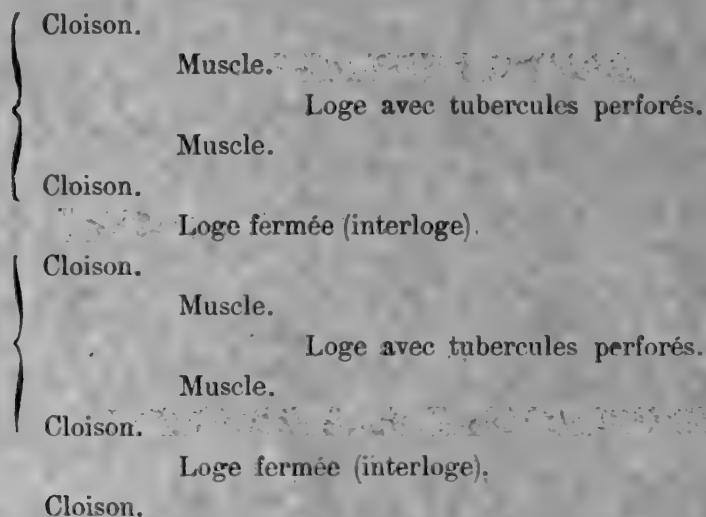 Cloison.
Muscle.
Loge avec tubercules perforés.
Muscle.
Cloison.
Loge fermée (interloge).
Cloison.
Muscle.
Loge avec tubercules perforés.
Muscle.
Cloison.
Loge fermée (interloge).
Cloison.